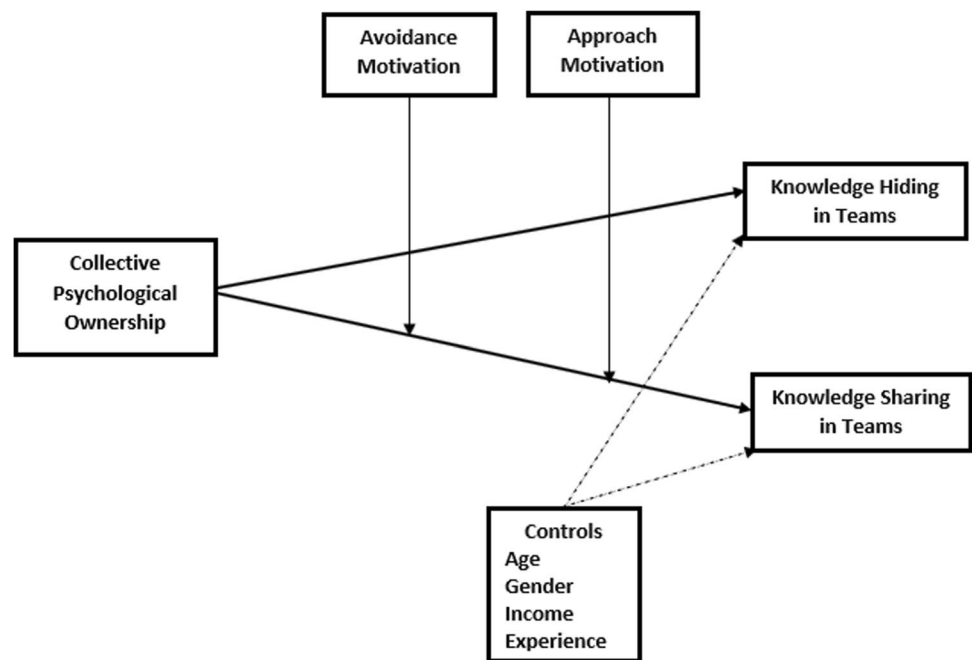 Avoidance
Motivation
Approach
Motivation
Knowledge Hiding
in Teams
Collective
Psychological
Ownership
Knowledge Sharing
in Teams
Controls
Age
Gender
Income
Experience